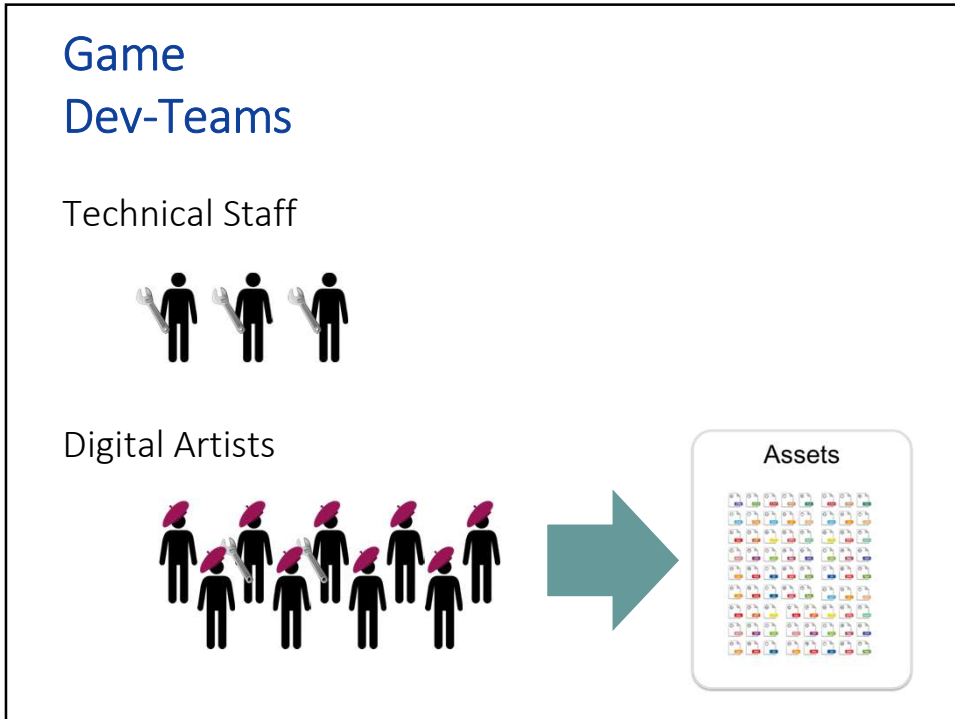 Game
Dev-Teams
Technical Staff
Digital Artists
Assets